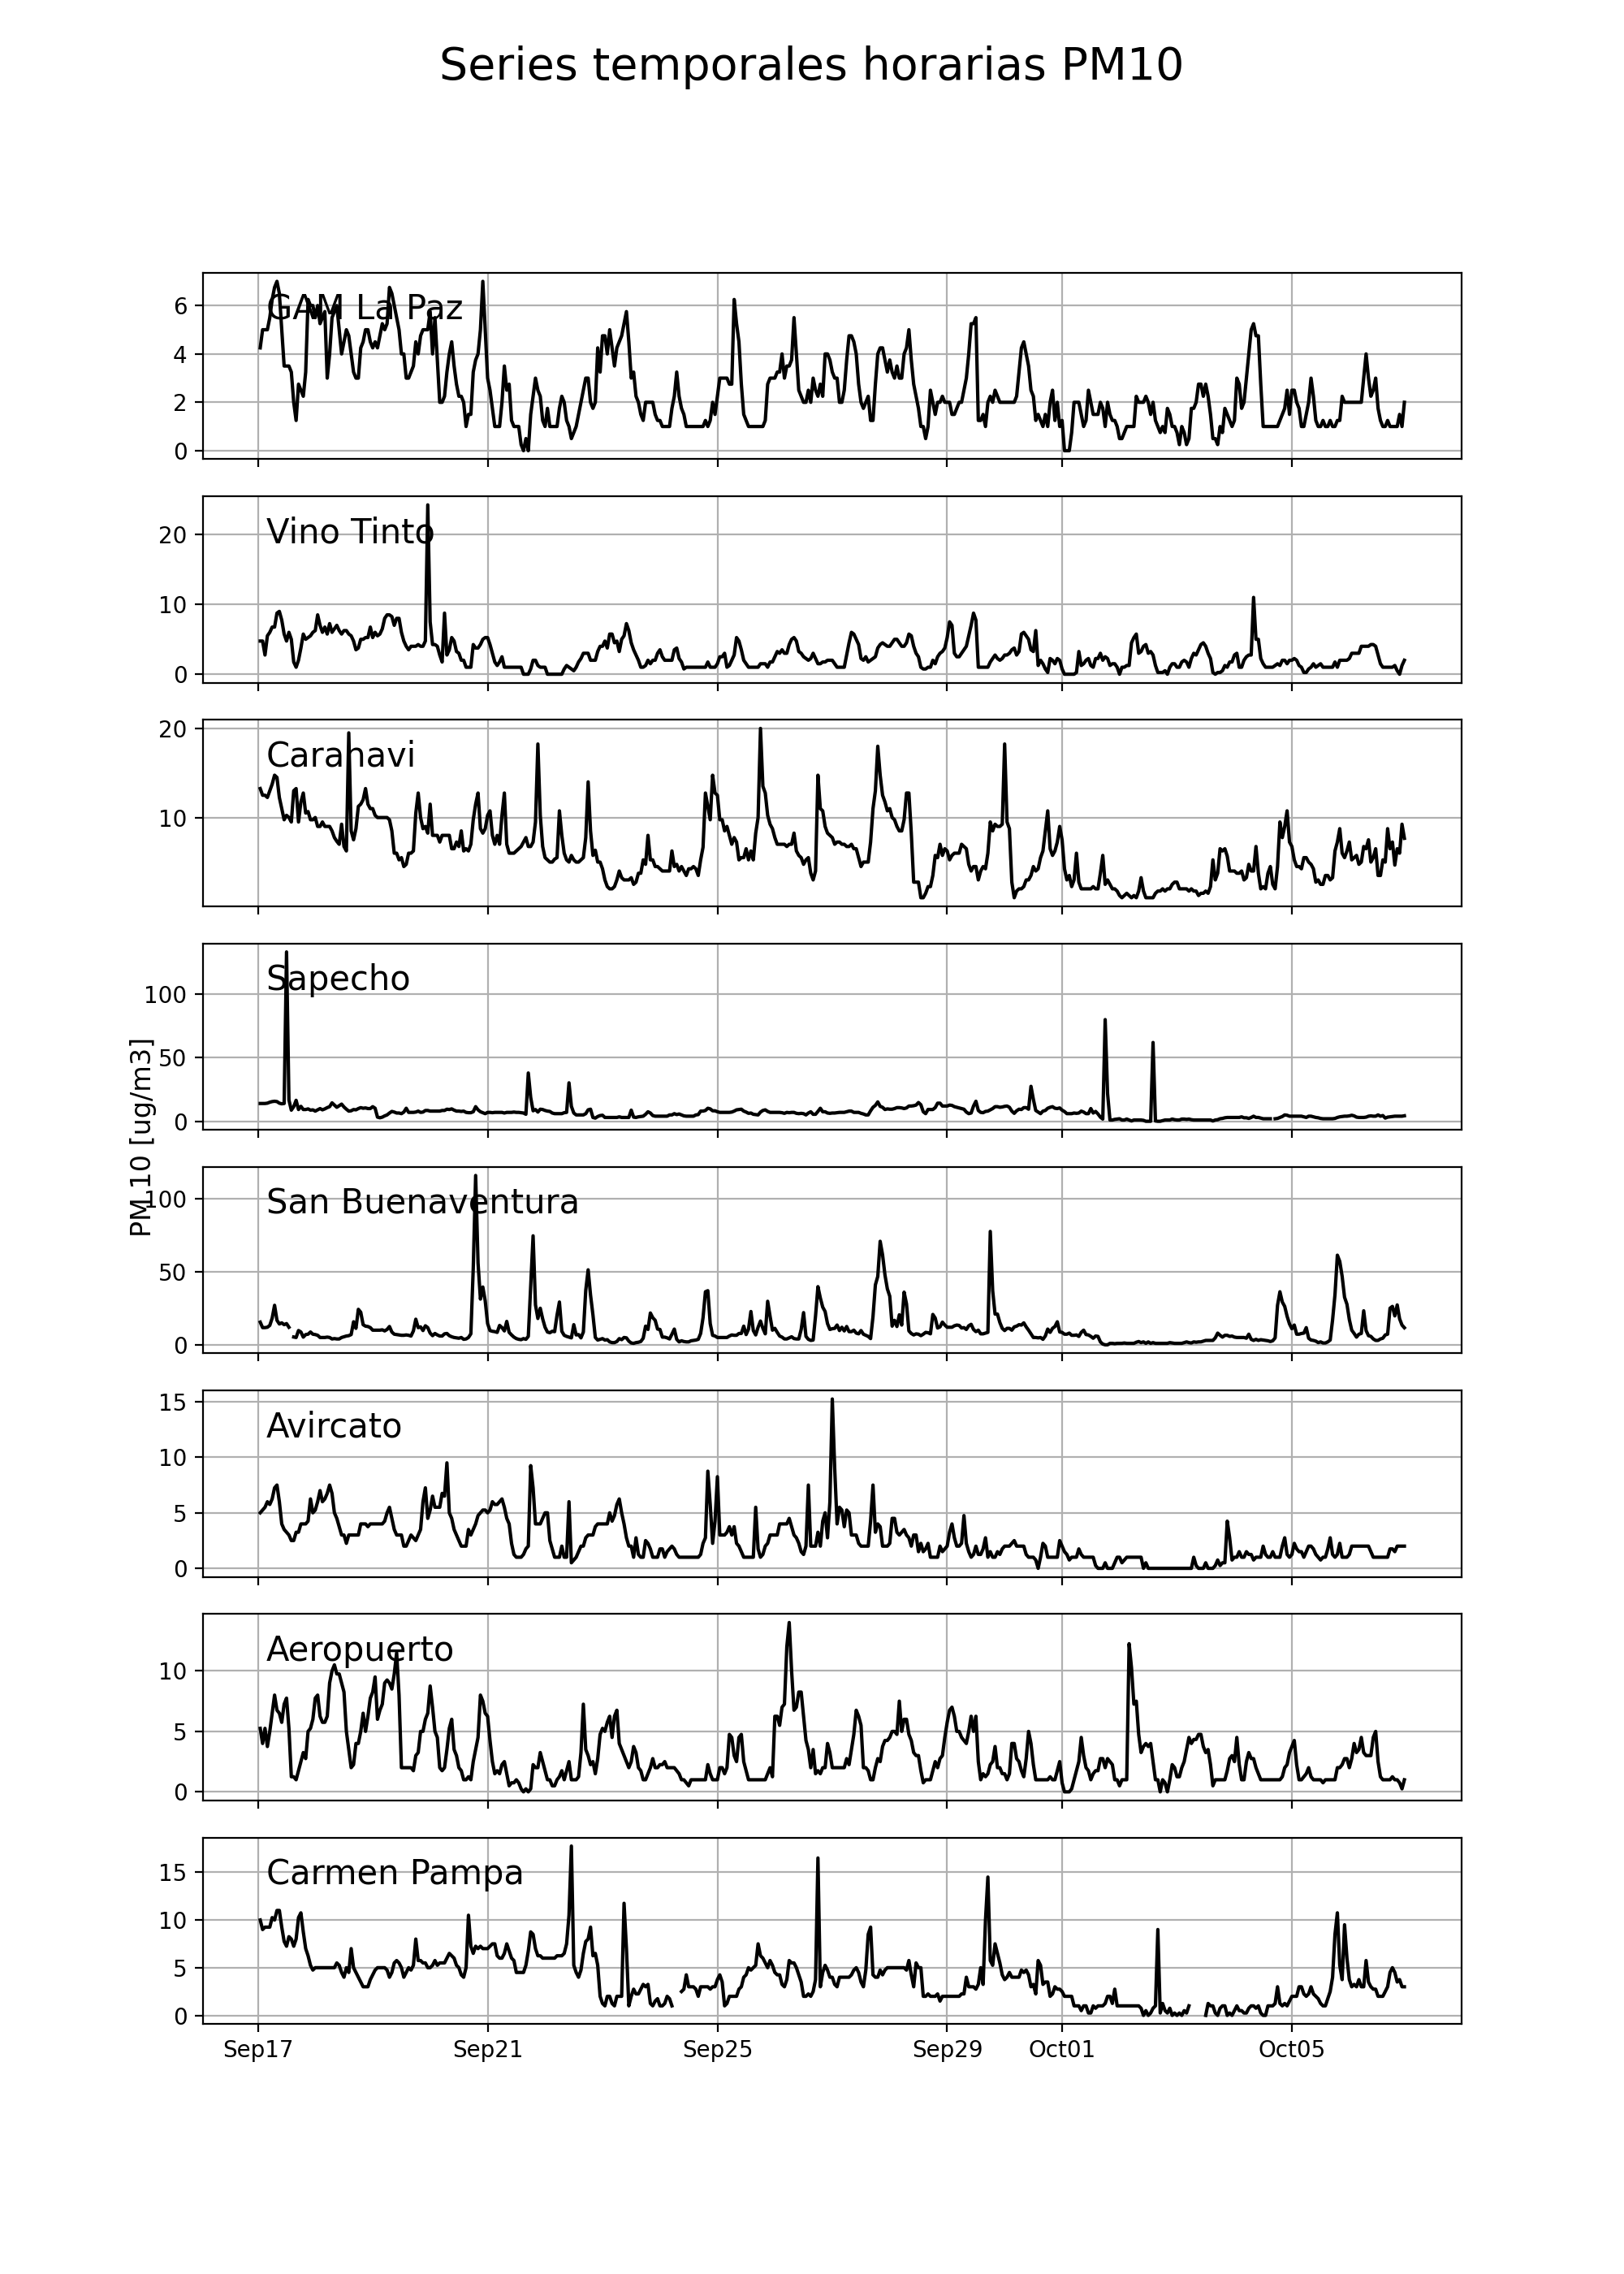 Series temporales horarias PM10
GAM La Paz
6
4
2
0
Vino Tinto
20
10
0
Caranavi
20
10
Sapecho
100
50
0
PM 10 [ug/m3]
San Buenaventura
100
50
0
Avircato
15
10
5
0
Aeropuerto
10
5
0
Carmen Pampa
15
10
5
0
Sep17 Sep21 Sep25 Sep29 Oct01 Oct05